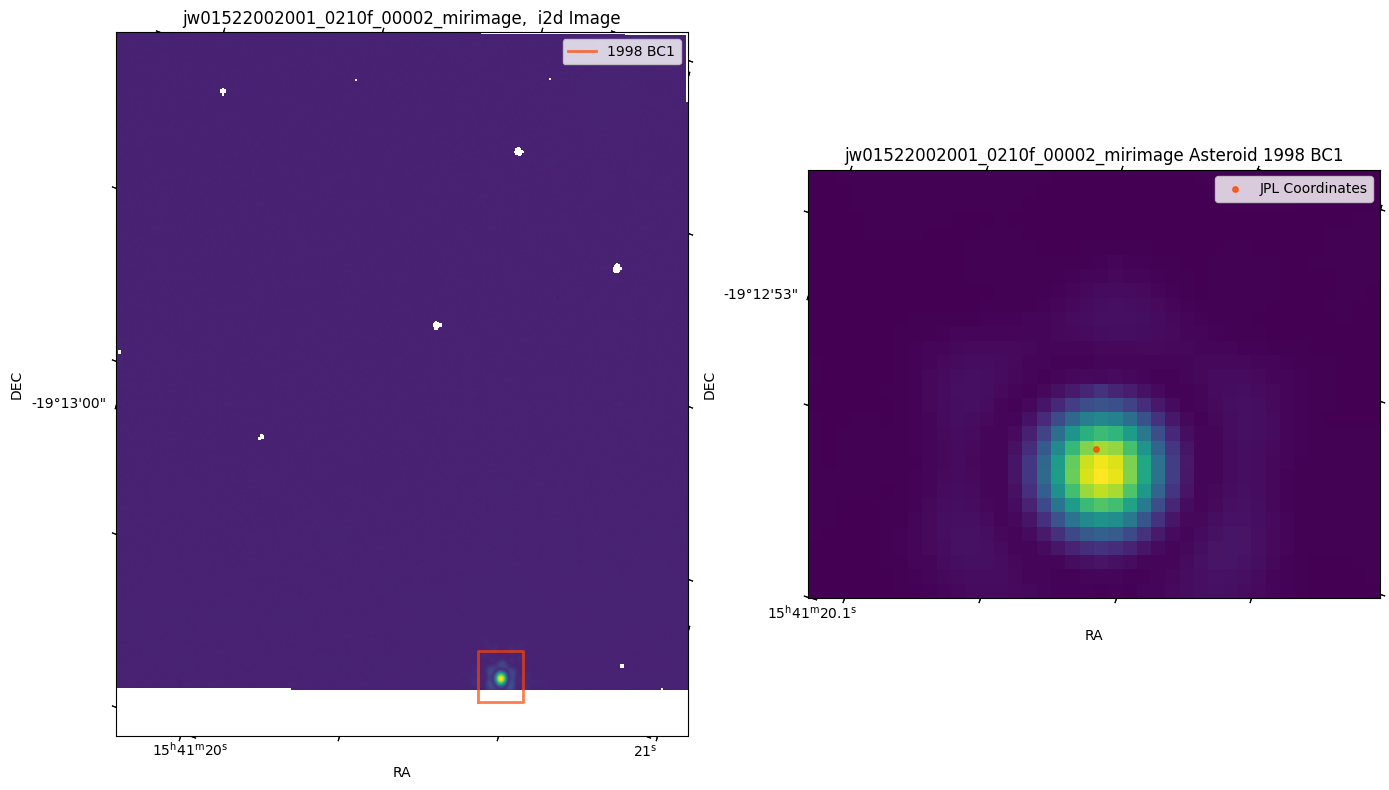 jw01522002001_0210f_00002_mirimage,  i2d Image
1998 BC1
DEC
-19°13'00"
15ʰ41ᵐ20ˢ
21ˢ
RA
jw01522002001_0210f_00002_mirimage Asteroid 1998 BC1
JPL Coordinates
DEC
-19°12'53"
15ʰ41ᵐ20.1ˢ
RA